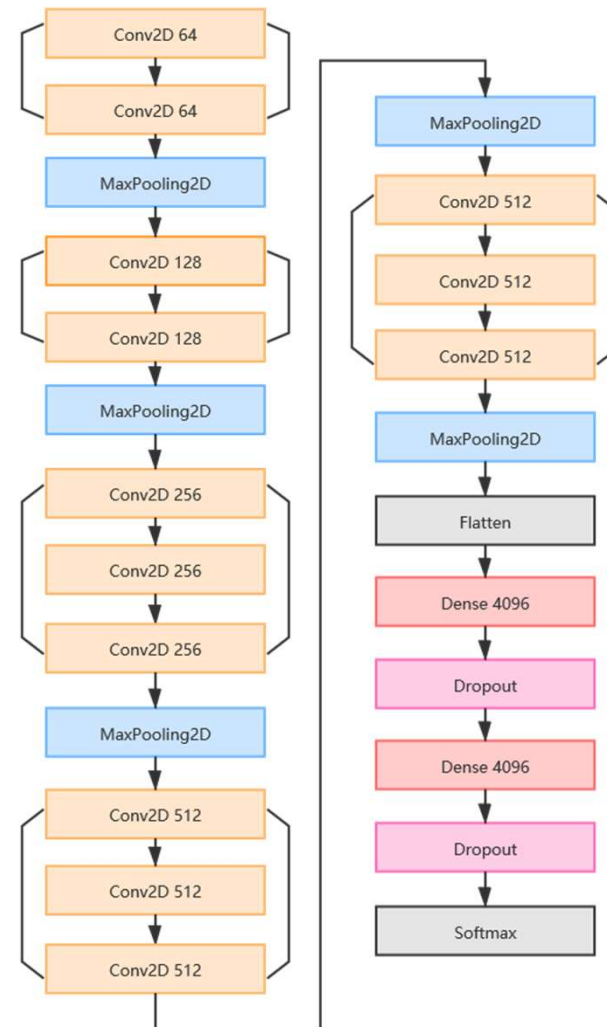 Conv2D 64
Conv2D 64
MaxPooling2D
Conv2D 128
Conv2D 128
MaxPooling2D
Conv2D 256
Conv2D 256
Conv2D 256
MaxPooling2D
Conv2D 512
Conv2D 512
Conv2D 512
MaxPooling2D
Conv2D 512
Conv2D 512
Conv2D 512
MaxPooling2D
Flatten
Dense 4096
Dropout
Dense 4096
Dropout
Softmax